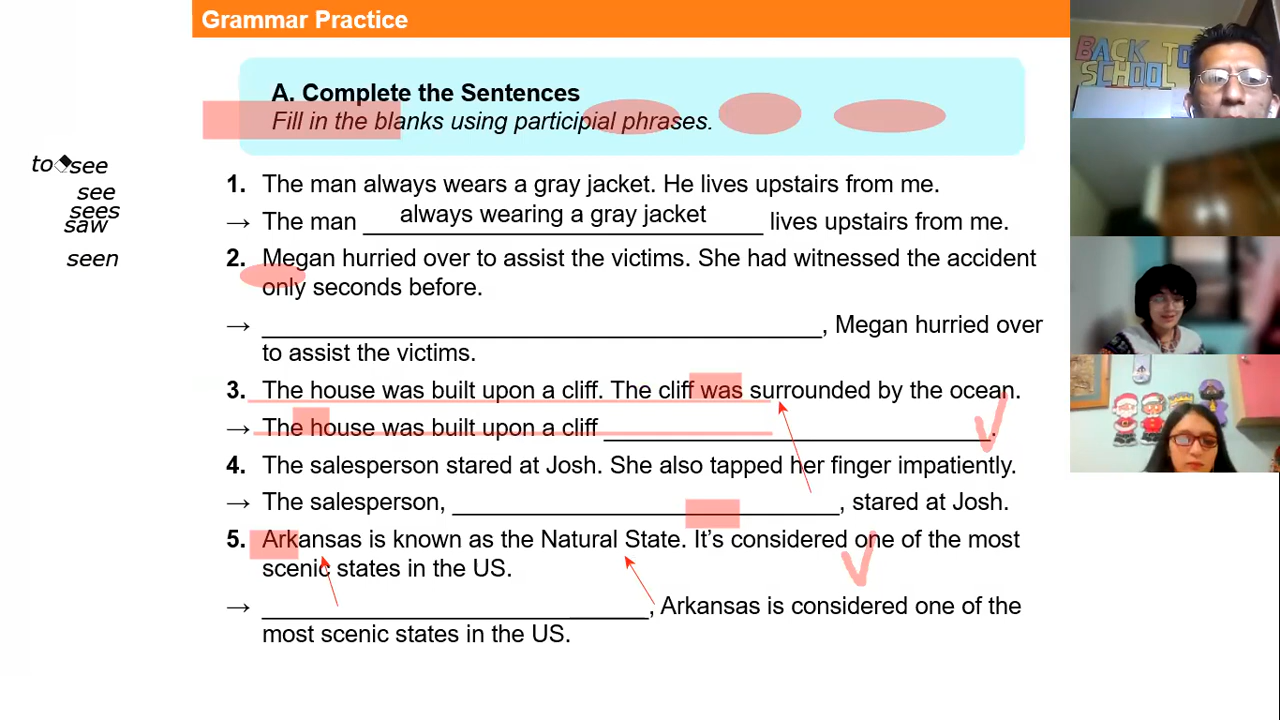 Grammar Practice
BACK TO
SCHOOL
A. Complete the Sentences
Fill in the blanks using participial phrases.
to see
see
sees
saw
seen
1. The man always wears a gray jacket. He lives upstairs from me.
→ The man always wearing a gray jacket lives upstairs from me.
2. Megan hurried over to assist the victims. She had witnessed the accident
only seconds before.
→ , Megan hurried over
to assist the victims.
3. The house was built upon a cliff. The cliff was surrounded by the ocean.
→ The house was built upon a cliff .
4. The salesperson stared at Josh. She also tapped her finger impatiently.
→ The salesperson, , stared at Josh.
5. Arkansas is known as the Natural State. It's considered one of the most
scenic states in the US.
→ , Arkansas is considered one of the
most scenic states in the US.